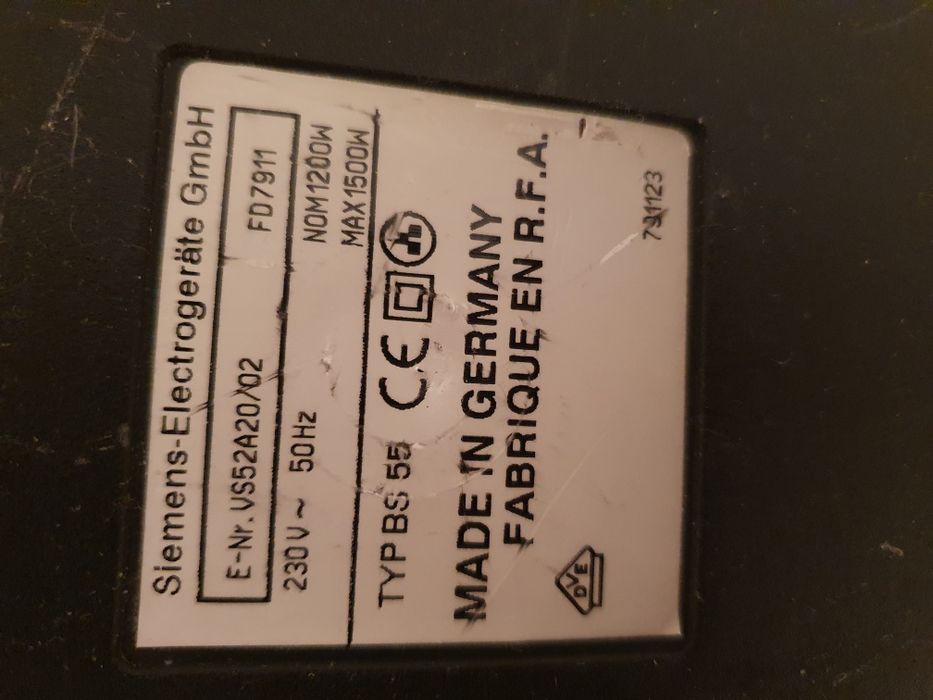 Siemens-Electrogeräte GmbH
E-Nr. VS52A20/02 FD7911
230V~ 50Hz NOM1200W
MAX1500W
TYP BS 55 CE
MADE IN GERMANY
FABRIQUE EN R.F.A.
DVE